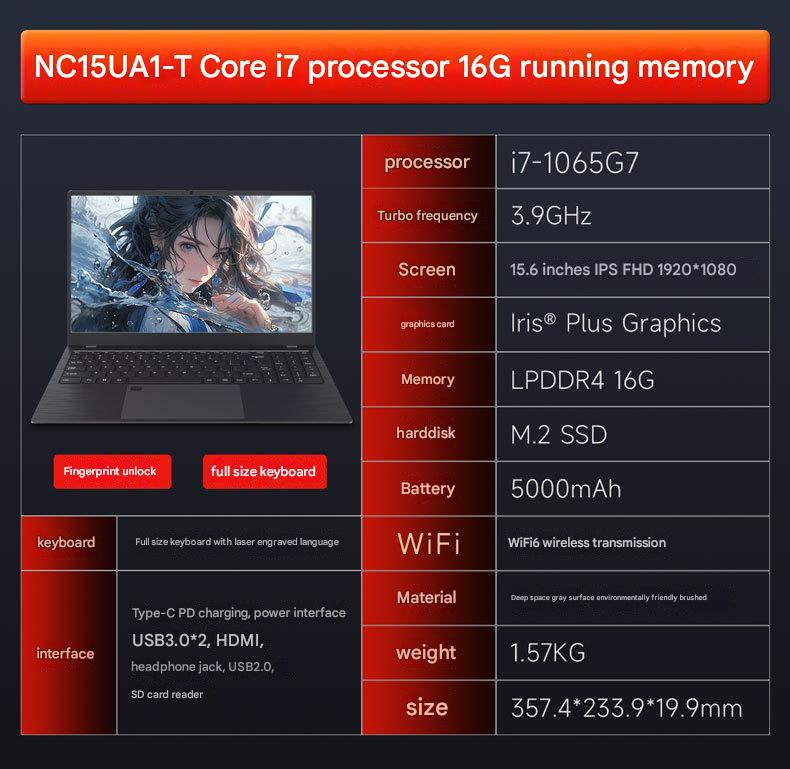 NC15UA1-T Core i7 processor 16G running memory
processor
i7-1065G7
Turbo frequency
3.9GHz
Screen
15.6 inches IPS FHD 1920*1080
graphics card
Iris® Plus Graphics
Memory
LPDDR4 16G
harddisk
M.2 SSD
Battery
5000mAh
Fingerprint unlock
full size keyboard
keyboard
Full size keyboard with laser engraved language
WiFi
WiFi6 wireless transmission
interface
Type-C PD charging, power interface
USB3.0*2, HDMI,
headphone jack, USB2.0,
SD card reader
Material
Deep space gray surface environmentally friendly brushed
weight
1.57KG
size
357.4*233.9*19.9mm